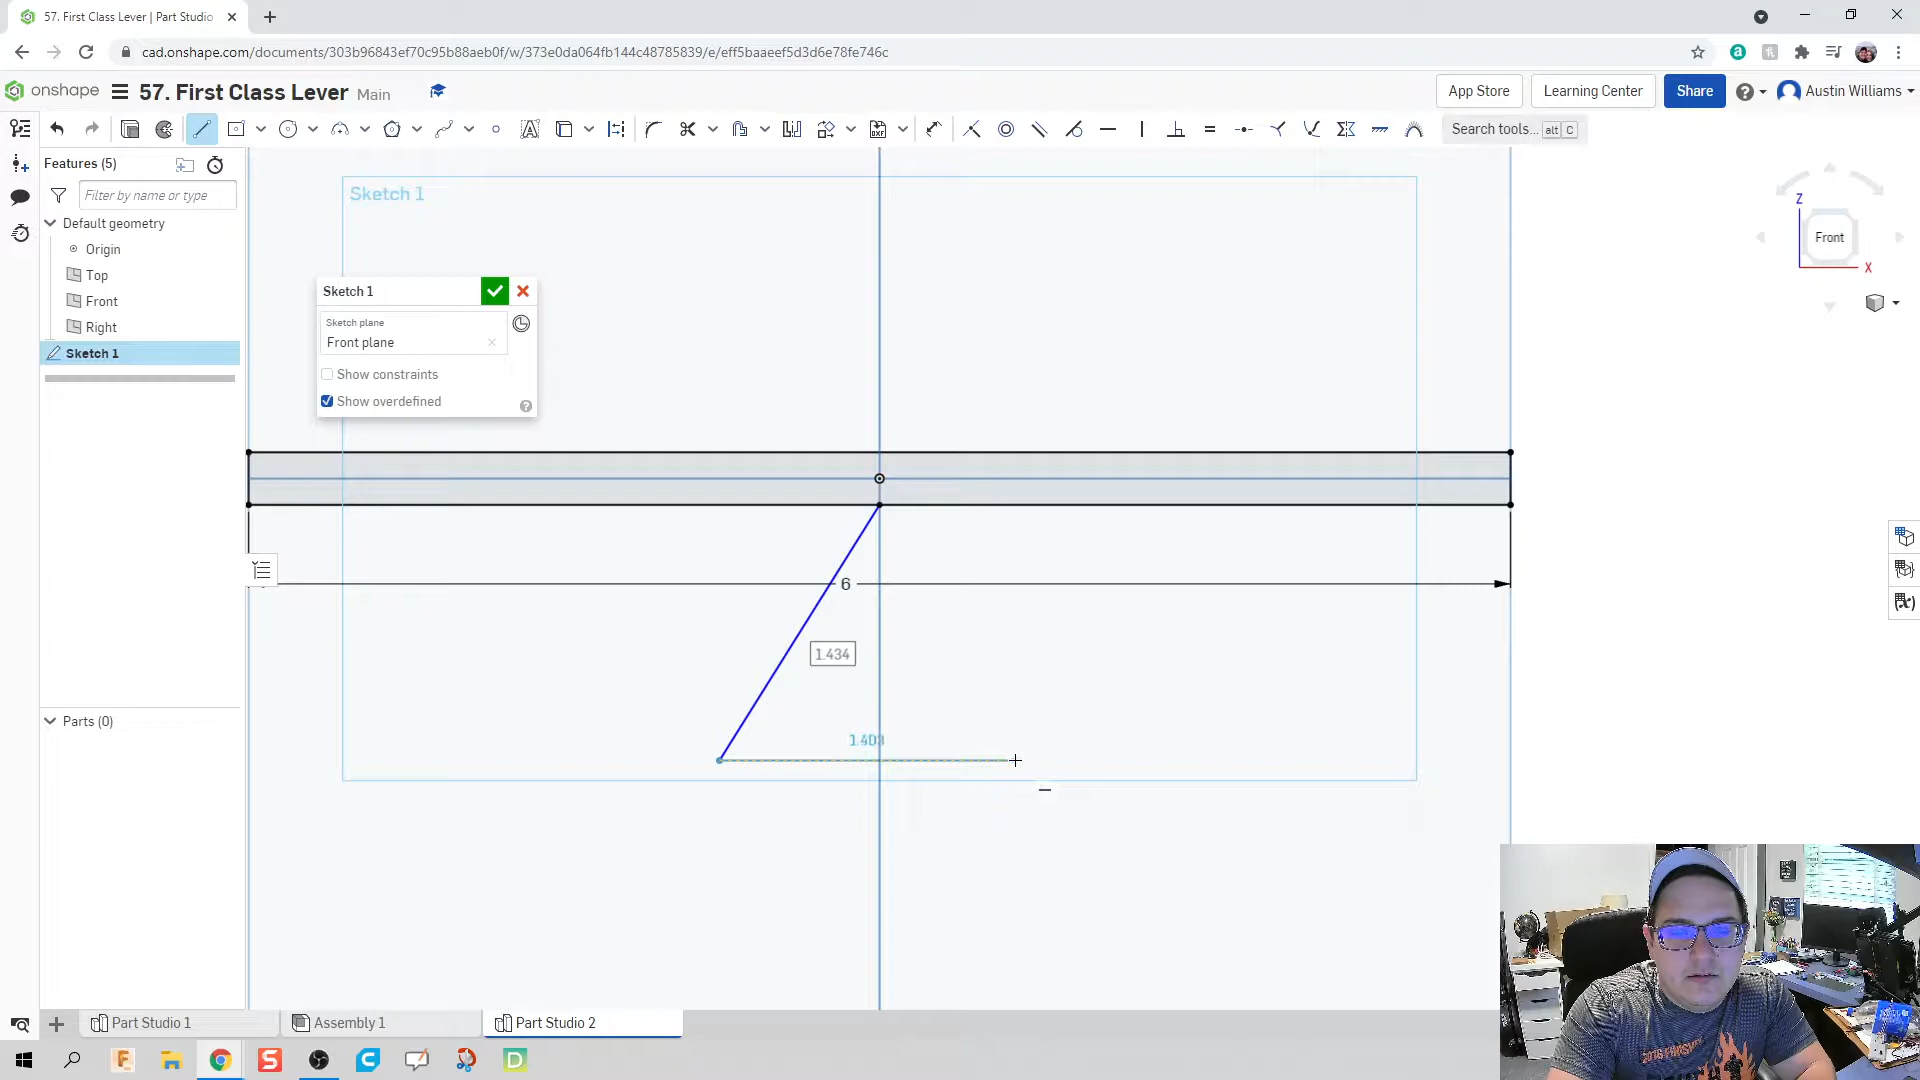 57. First Class Lever | Part Studio
cad.onshape.com/documents/303b96843ef70c95b88aeb0f/w/373e0da064fb144c48785839/e/eff5baaeef5d3d6e78fe746c
onshape
57. First Class Lever Main
App Store
Learning Center
Share
Austin Williams
Search tools... alt C
Features (5)
Filter by name or type
Default geometry
Origin
Top
Front
Right
Sketch 1
Parts (0)
Sketch 1
Sketch 1
Sketch plane
Front plane
Show constraints
Show overdefined
6
1.434
Z
Front
X
Part Studio 1
Assembly 1
Part Studio 2